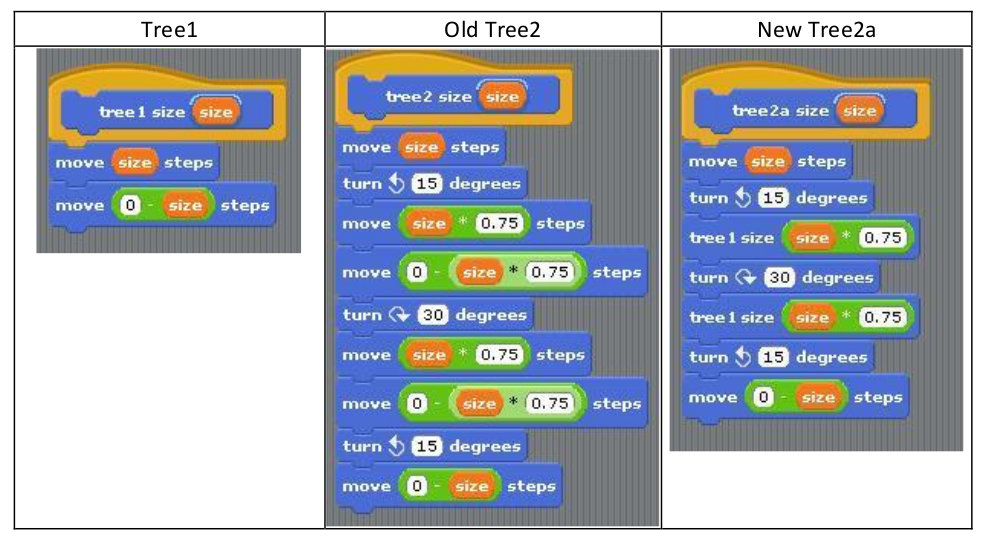 Tree1
Old Tree2
New Tree2a
tree1 size size
move size steps
move 0 - size steps
tree2 size size
move size steps
turn 15 degrees
move size * 0.75 steps
move 0 - size * 0.75 steps
turn 30 degrees
move size * 0.75 steps
move 0 - size * 0.75 steps
turn 15 degrees
move 0 - size steps
tree2a size size
move size steps
turn 15 degrees
tree1 size size * 0.75
turn 30 degrees
tree1 size size * 0.75
turn 15 degrees
move 0 - size steps